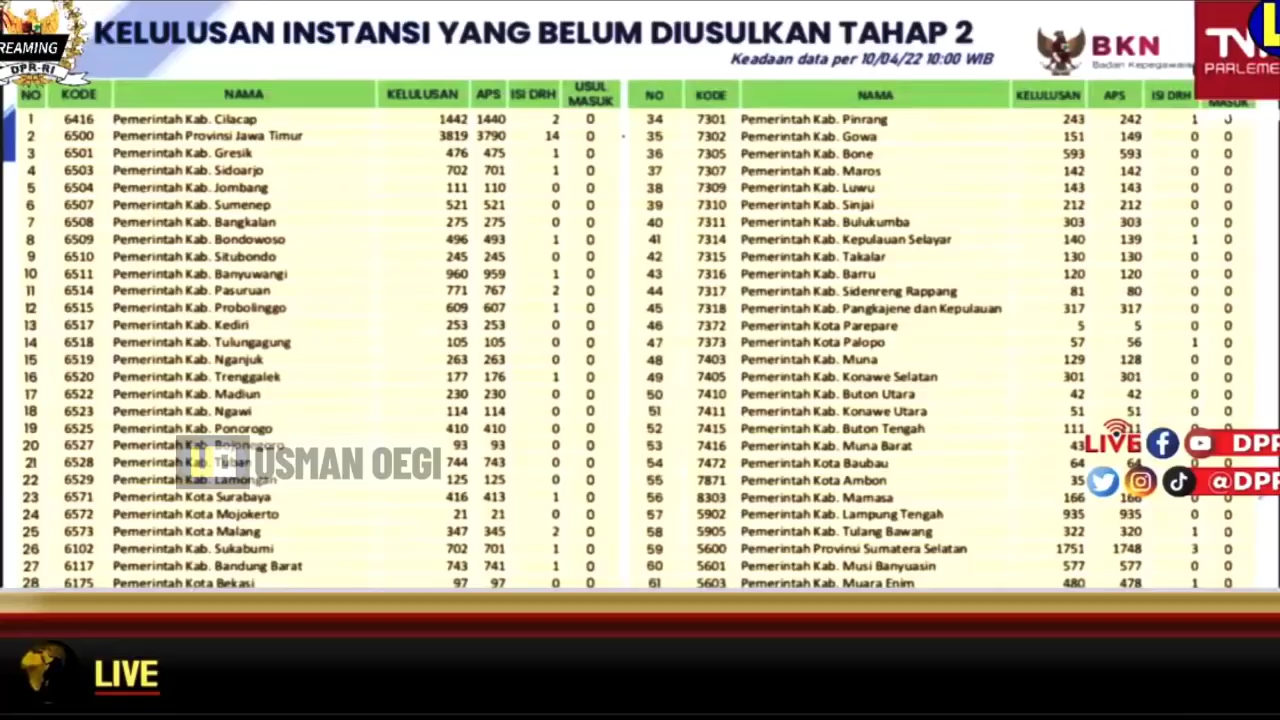 KELULUSAN INSTANSI YANG BELUM DIUSULKAN TAHAP 2
Keadaan data per 10/04/22 10:00 WIB
REAMING
DPR-RI
BKN
Badan Kepegawa
TV
PARLEME
NO KODE NAMA KELULUSAN APS ISI DRH USUL MASUK
1 6416 Pemerintah Kab. Cilacap 1442 1440 2 0
2 6500 Pemerintah Provinsi Jawa Timur 3819 3790 14 0
3 6501 Pemerintah Kab. Gresik 476 475 1 0
4 6503 Pemerintah Kab. Sidoarjo 702 701 1 0
5 6504 Pemerintah Kab. Jombang 111 110 0 0
6 6507 Pemerintah Kab. Sumenep 521 521 0 0
7 6508 Pemerintah Kab. Bangkalan 275 275 0 0
8 6509 Pemerintah Kab. Bondowoso 496 493 1 0
9 6510 Pemerintah Kab. Situbondo 245 245 0 0
10 6511 Pemerintah Kab. Banyuwangi 960 959 1 0
11 6514 Pemerintah Kab. Pasuruan 771 767 2 0
12 6515 Pemerintah Kab. Probolinggo 609 607 1 0
13 6517 Pemerintah Kab. Kediri 253 253 0 0
14 6518 Pemerintah Kab. Tulungagung 105 105 0 0
15 6519 Pemerintah Kab. Nganjuk 263 263 0 0
16 6520 Pemerintah Kab. Trenggalek 177 176 1 0
17 6522 Pemerintah Kab. Madiun 230 230 0 0
18 6523 Pemerintah Kab. Ngawi 114 114 0 0
19 6525 Pemerintah Kab. Ponorogo 410 410 0 0
20 6527 Pemerintah Kab. Bojonegoro 93 93 0 0
21 6528 Pemerintah Kab. Tuban 744 743 0 0
22 6529 Pemerintah Kab. Lamongan 125 125 0 0
23 6571 Pemerintah Kota Surabaya 416 413 1 0
24 6572 Pemerintah Kota Mojokerto 21 21 0 0
25 6573 Pemerintah Kota Malang 347 345 2 0
26 6102 Pemerintah Kab. Sukabumi 702 701 1 0
27 6117 Pemerintah Kab. Bandung Barat 743 741 1 0
28 6175 Pemerintah Kota Bekasi 97 97 0 0
USMAN OEGI
NO KODE NAMA KELULUSAN APS ISI DRH MASUK
34 7301 Pemerintah Kab. Pinrang 243 242 1 0
35 7302 Pemerintah Kab. Gowa 151 149 0 0
36 7305 Pemerintah Kab. Bone 593 593 0 0
37 7307 Pemerintah Kab. Maros 142 142 0 0
38 7309 Pemerintah Kab. Luwu 143 143 0 0
39 7310 Pemerintah Kab. Sinjai 212 212 0 0
40 7311 Pemerintah Kab. Bulukumba 303 303 0 0
41 7314 Pemerintah Kab. Kepulauan Selayar 140 139 1 0
42 7315 Pemerintah Kab. Takalar 130 130 0 0
43 7316 Pemerintah Kab. Barru 120 120 0 0
44 7317 Pemerintah Kab. Sidenreng Rappang 81 80 0 0
45 7318 Pemerintah Kab. Pangkajene dan Kepulauan 317 317 0 0
46 7372 Pemerintah Kota Parepare 5 5 0 0
47 7373 Pemerintah Kota Palopo 57 56 1 0
48 7403 Pemerintah Kab. Muna 129 128 0 0
49 7405 Pemerintah Kab. Konawe Selatan 301 301 0 0
50 7410 Pemerintah Kab. Buton Utara 42 42 0 0
51 7411 Pemerintah Kab. Konawe Utara 51 51 0 0
52 7415 Pemerintah Kab. Buton Tengah 111
53 7416 Pemerintah Kab. Muna Barat 43
54 7472 Pemerintah Kota Baubau 64 64 0 0
55 7871 Pemerintah Kota Ambon 35
56 8303 Pemerintah Kab. Mamasa 166 166 0 0
57 5902 Pemerintah Kab. Lampung Tengah 935 935 0 0
58 5905 Pemerintah Kab. Tulang Bawang 322 320 1 0
59 5600 Pemerintah Provinsi Sumatera Selatan 1751 1748 3 0
60 5601 Pemerintah Kab. Musi Banyuasin 577 577 0 0
61 5603 Pemerintah Kab. Muara Enim 480 478 1 0
LIVE DPR
@DPR
LIVE